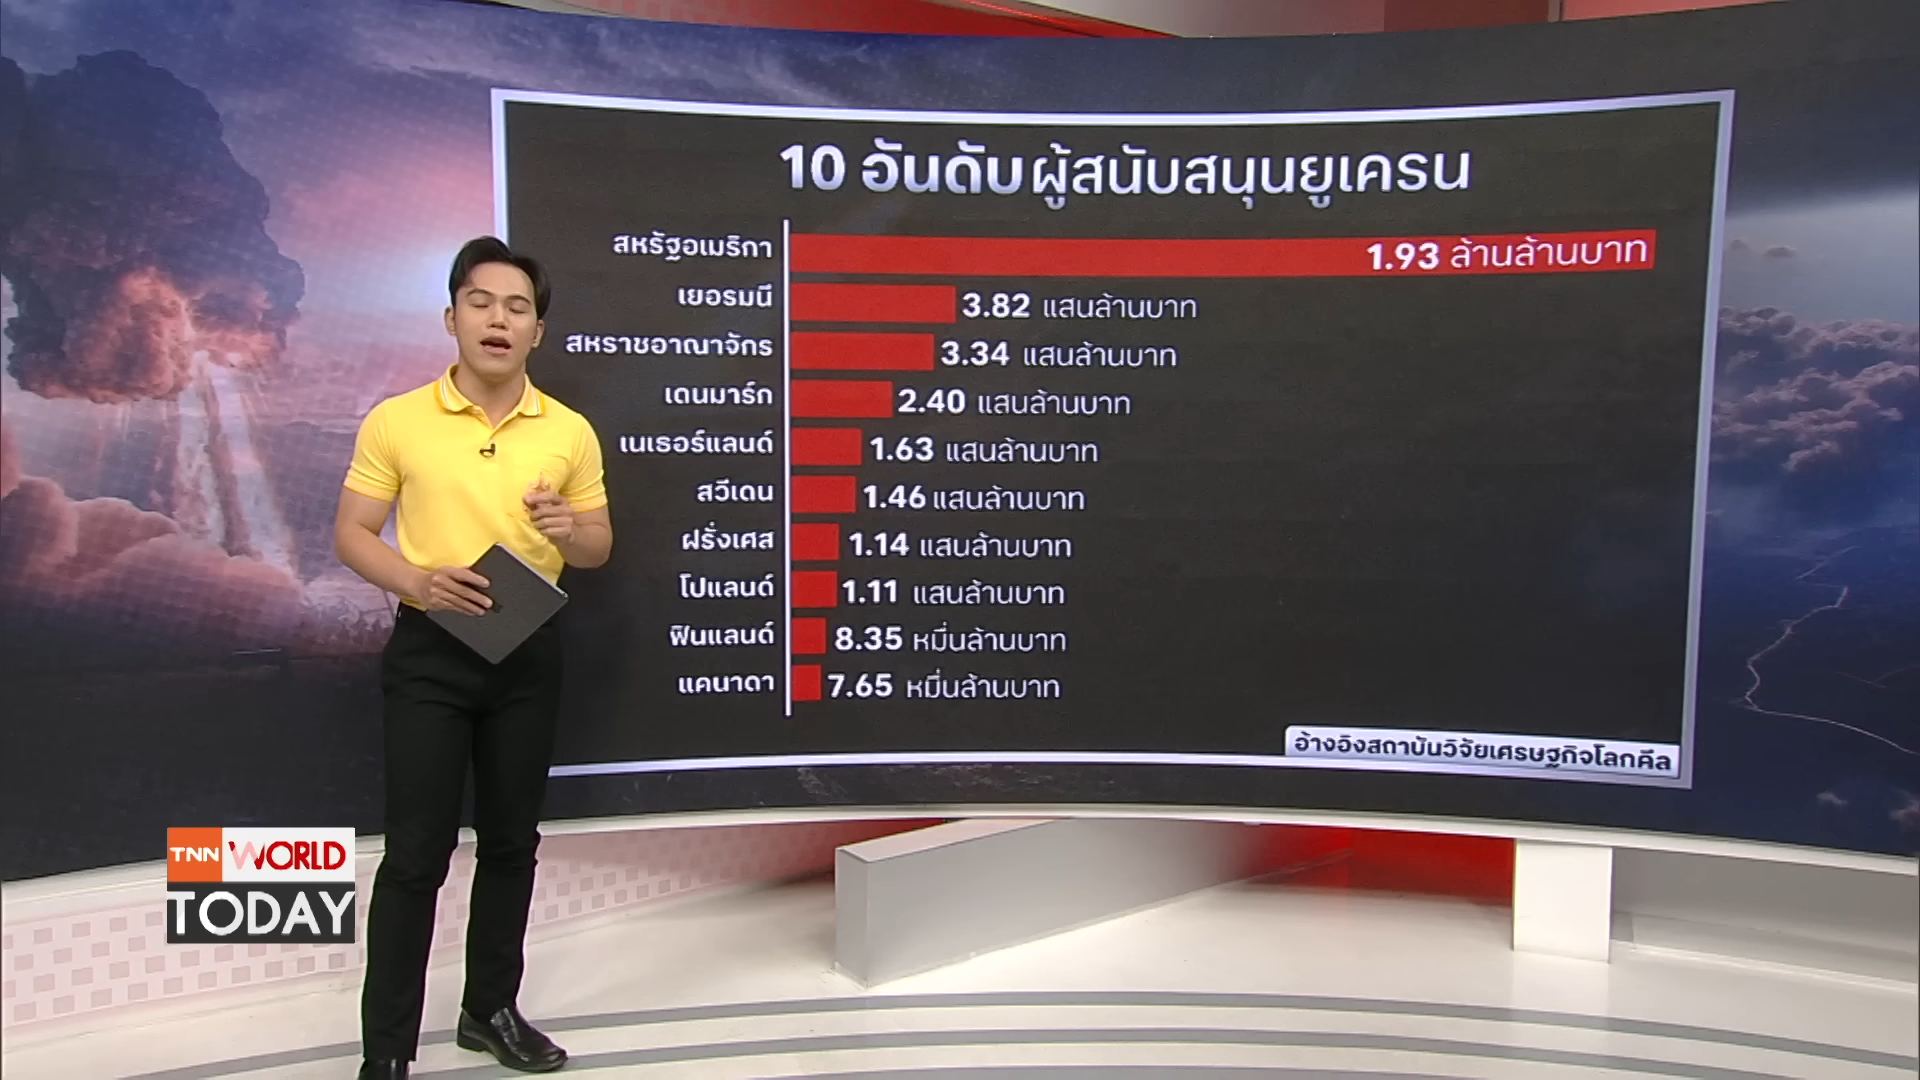 10 อันดับผู้สนับสนุนยูเครน
สหรัฐอเมริกา 1.93 ล้านล้านบาท
เยอรมนี 3.82 แสนล้านบาท
สหราชอาณาจักร 3.34 แสนล้านบาท
เดนมาร์ก 2.40 แสนล้านบาท
เนเธอร์แลนด์ 1.63 แสนล้านบาท
สวีเดน 1.46 แสนล้านบาท
ฝรั่งเศส 1.14 แสนล้านบาท
โปแลนด์ 1.11 แสนล้านบาท
ฟินแลนด์ 8.35 หมื่นล้านบาท
แคนาดา 7.65 หมื่นล้านบาท
อ้างอิงสถาบันวิจัยเศรษฐกิจโลกคีล
TNN WORLD
TODAY